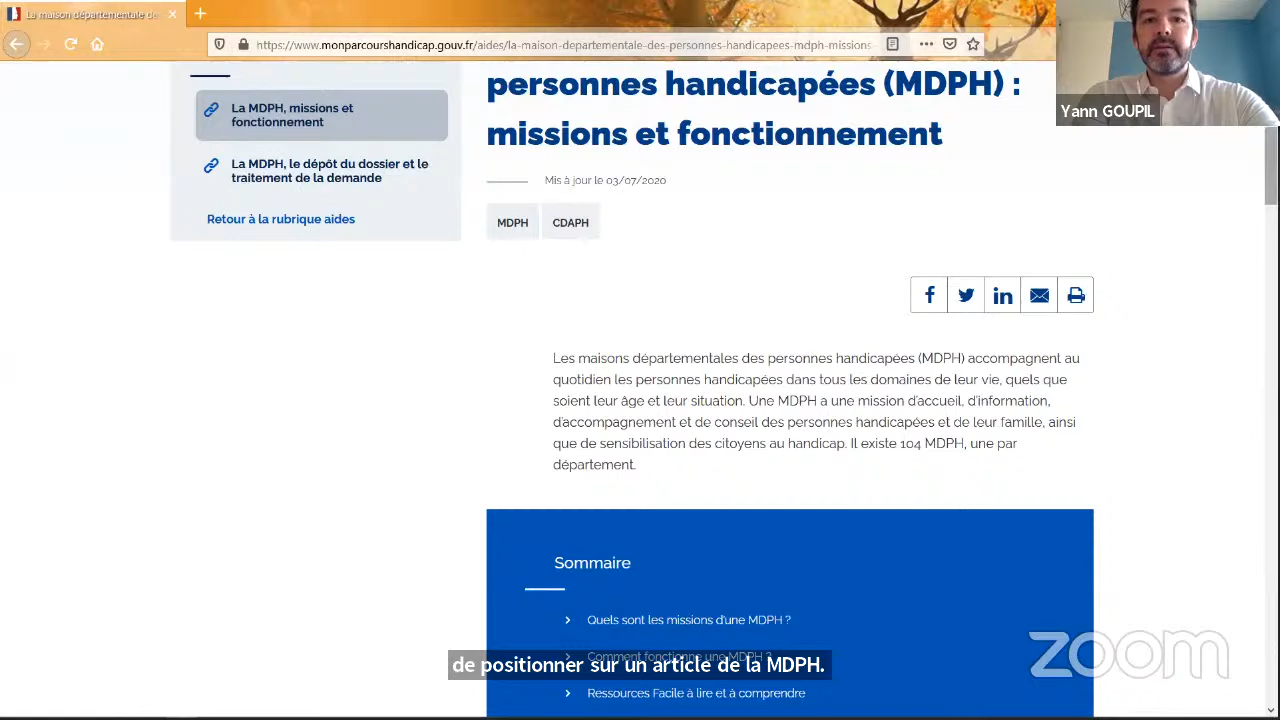 La maison départementale de
https://www.monparcourshandicap.gouv.fr/aides/la-maison-departementale-des-personnes-handicapees-mdph-missions
Yann GOUPIL
La MDPH, missions et
fonctionnement
La MDPH, le dépôt du dossier et le
traitement de la demande
Retour à la rubrique aides
personnes handicapées (MDPH) :
missions et fonctionnement
Mis à jour le 03/07/2020
MDPH
CDAPH
Les maisons départementales des personnes handicapées (MDPH) accompagnent au
quotidien les personnes handicapées dans tous les domaines de leur vie, quels que
soient leur âge et leur situation. Une MDPH a une mission d'accueil, d'information,
d'accompagnement et de conseil des personnes handicapées et de leur famille, ainsi
que de sensibilisation des citoyens au handicap. Il existe 104 MDPH, une par
département.
Sommaire
Quels sont les missions d'une MDPH ?
Comment fonctionne une MDPH ?
de positionner sur un article de la MDPH.
Ressources Facile à lire et à comprendre
zoom